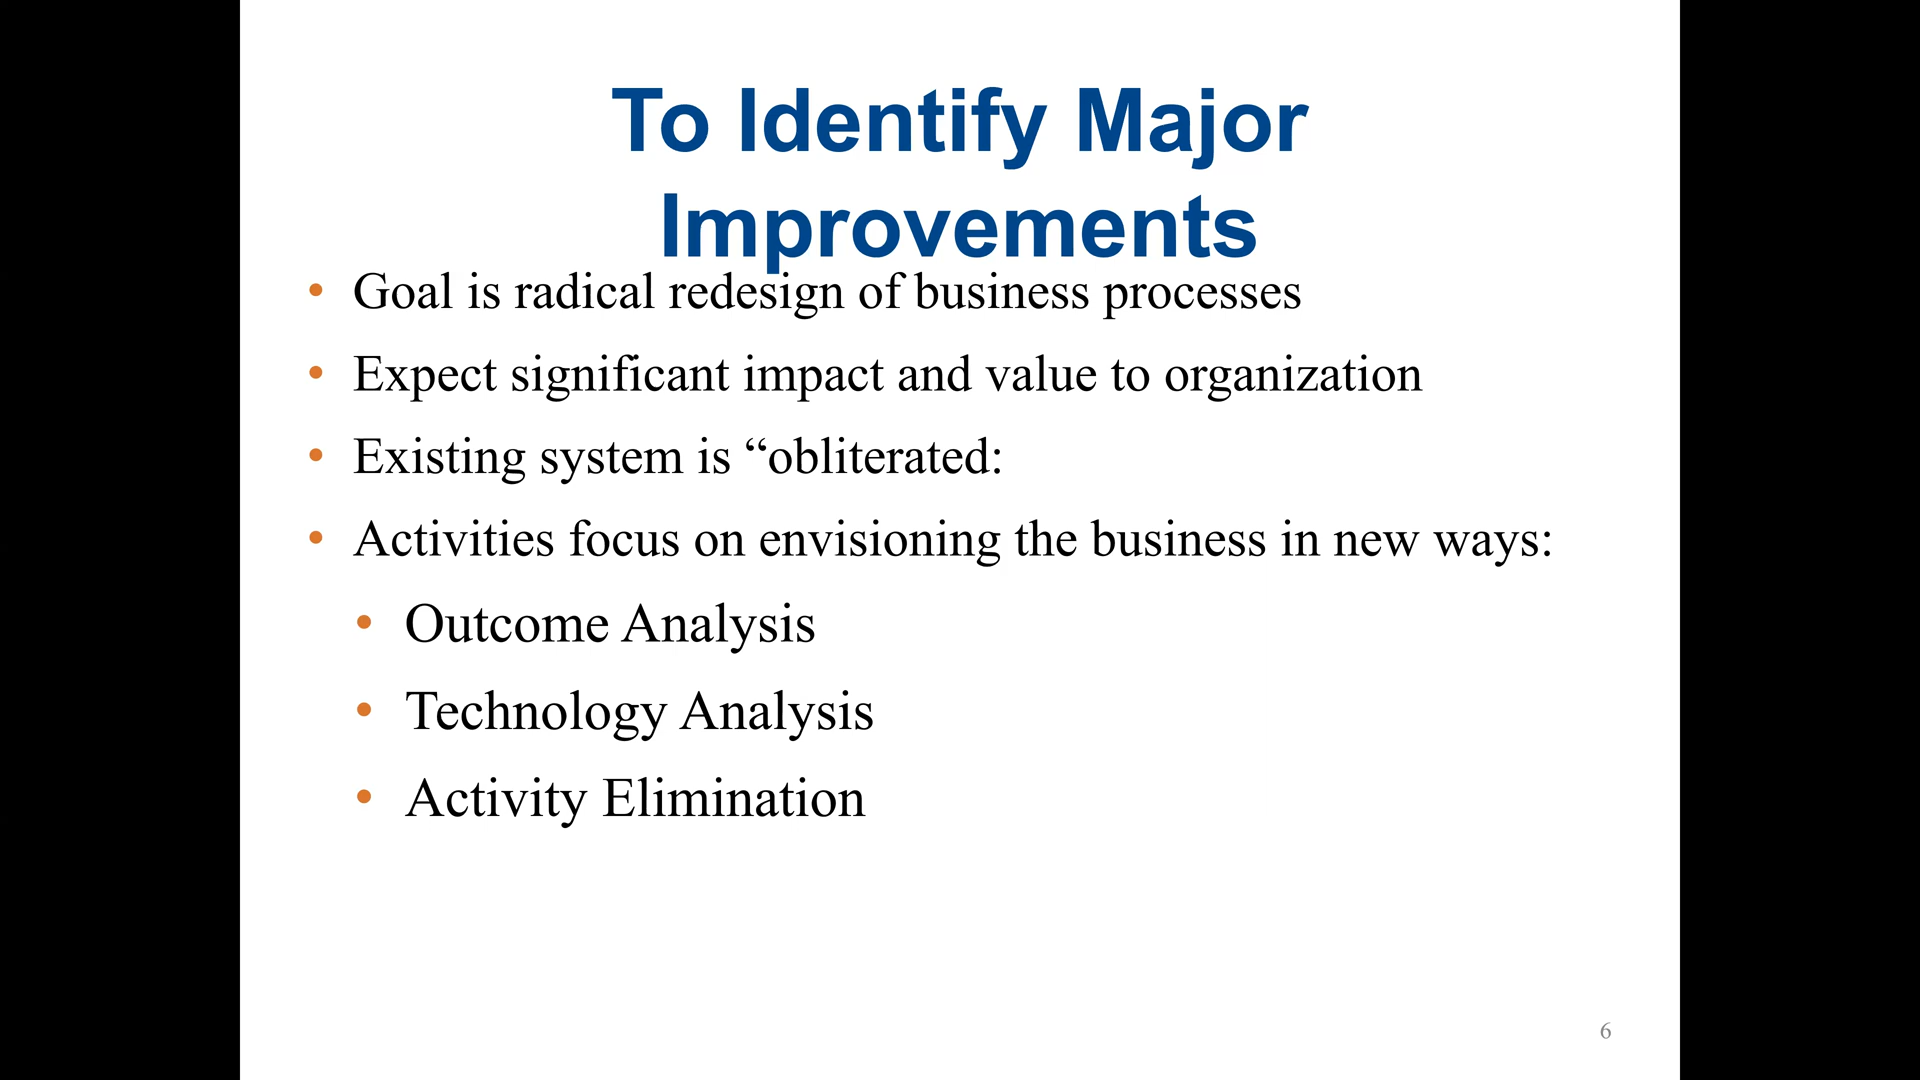 To Identify Major
Improvements
• Goal is radical redesign of business processes
• Expect significant impact and value to organization
• Existing system is “obliterated:
• Activities focus on envisioning the business in new ways:
• Outcome Analysis
• Technology Analysis
• Activity Elimination
6